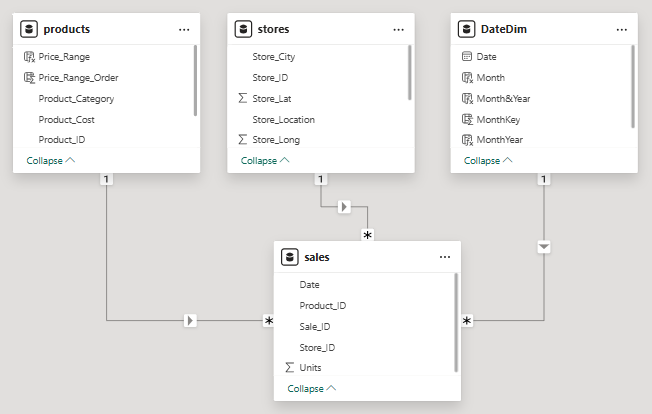 products
Price_Range
Price_Range_Order
Product_Category
Product_Cost
Product_ID
Collapse
stores
Store_City
Store_ID
Store_Lat
Store_Location
Store_Long
Collapse
DateDim
Date
Month
Month&Year
MonthKey
MonthYear
Collapse
1
1
1
*
sales
Date
Product_ID
Sale_ID
Store_ID
Units
Collapse
*
*